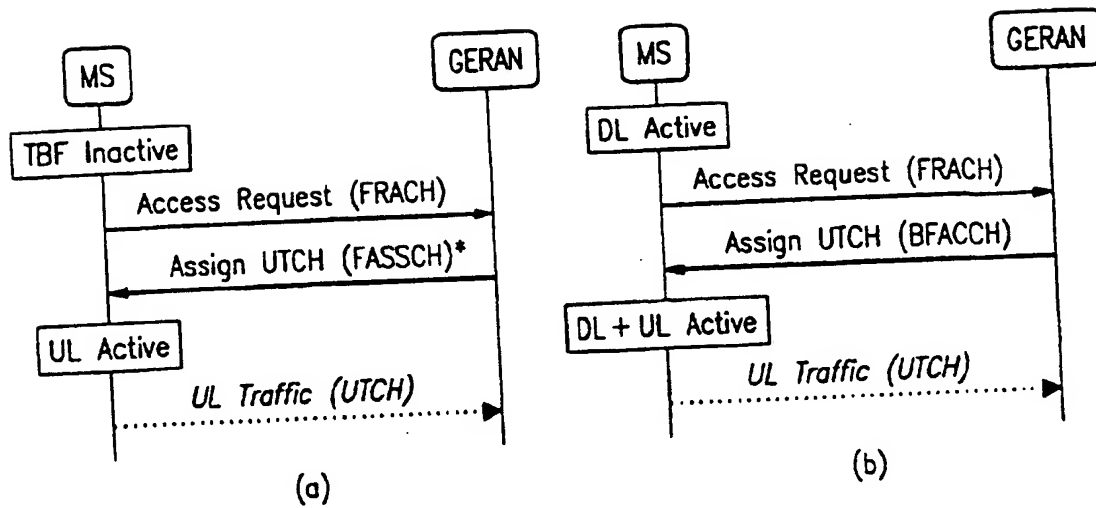 MS
GERAN
TBF Inactive
Access Request (FRACH)
Assign UTCH (FASSCH)*
UL Active
UL Traffic (UTCH)
(a)
MS
GERAN
DL Active
Access Request (FRACH)
Assign UTCH (BFACCH)
DL + UL Active
UL Traffic (UTCH)
(b)